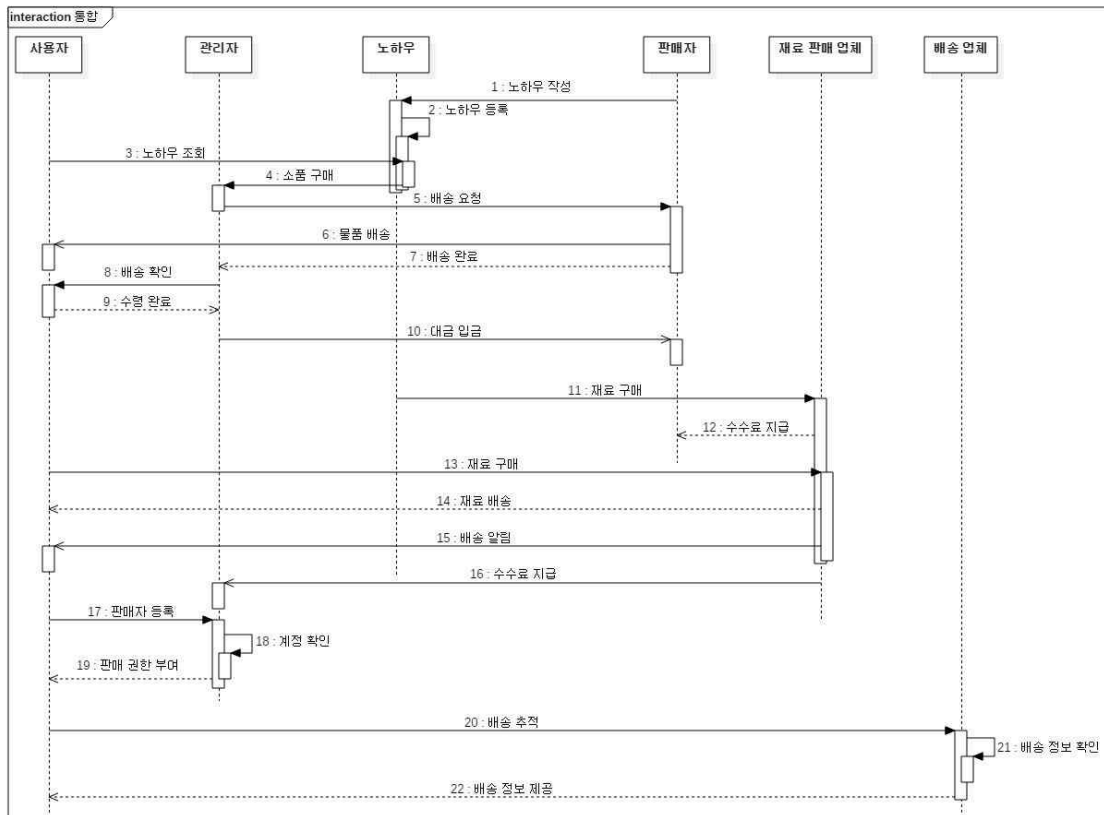 interaction 통합
사용자
관리자
노하우
판매자
재료 판매 업체
배송 업체
1 : 노하우 작성
2 : 노하우 등록
3 : 노하우 조회
4 : 소품 구매
5 : 배송 요청
6 : 물품 배송
7 : 배송 완료
8 : 배송 확인
9 : 수령 완료
10 : 대금 입금
11 : 재료 구매
12 : 수수료 지급
13 : 재료 구매
14 : 재료 배송
15 : 배송 알림
16 : 수수료 지급
17 : 판매자 등록
18 : 계정 확인
19 : 판매 권한 부여
20 : 배송 추적
21 : 배송 정보 확인
22 : 배송 정보 제공